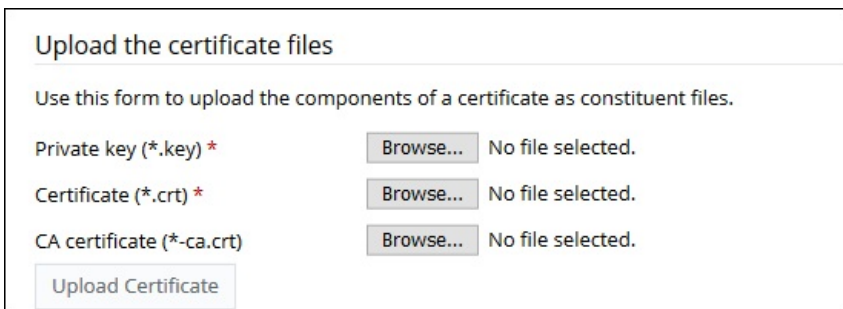 Upload the certificate files
Use this form to upload the components of a certificate as constituent files.
Private key (*.key) * Browse... No file selected.
Certificate (*.crt) * Browse... No file selected.
CA certificate (*-ca.crt) Browse... No file selected.
Upload Certificate